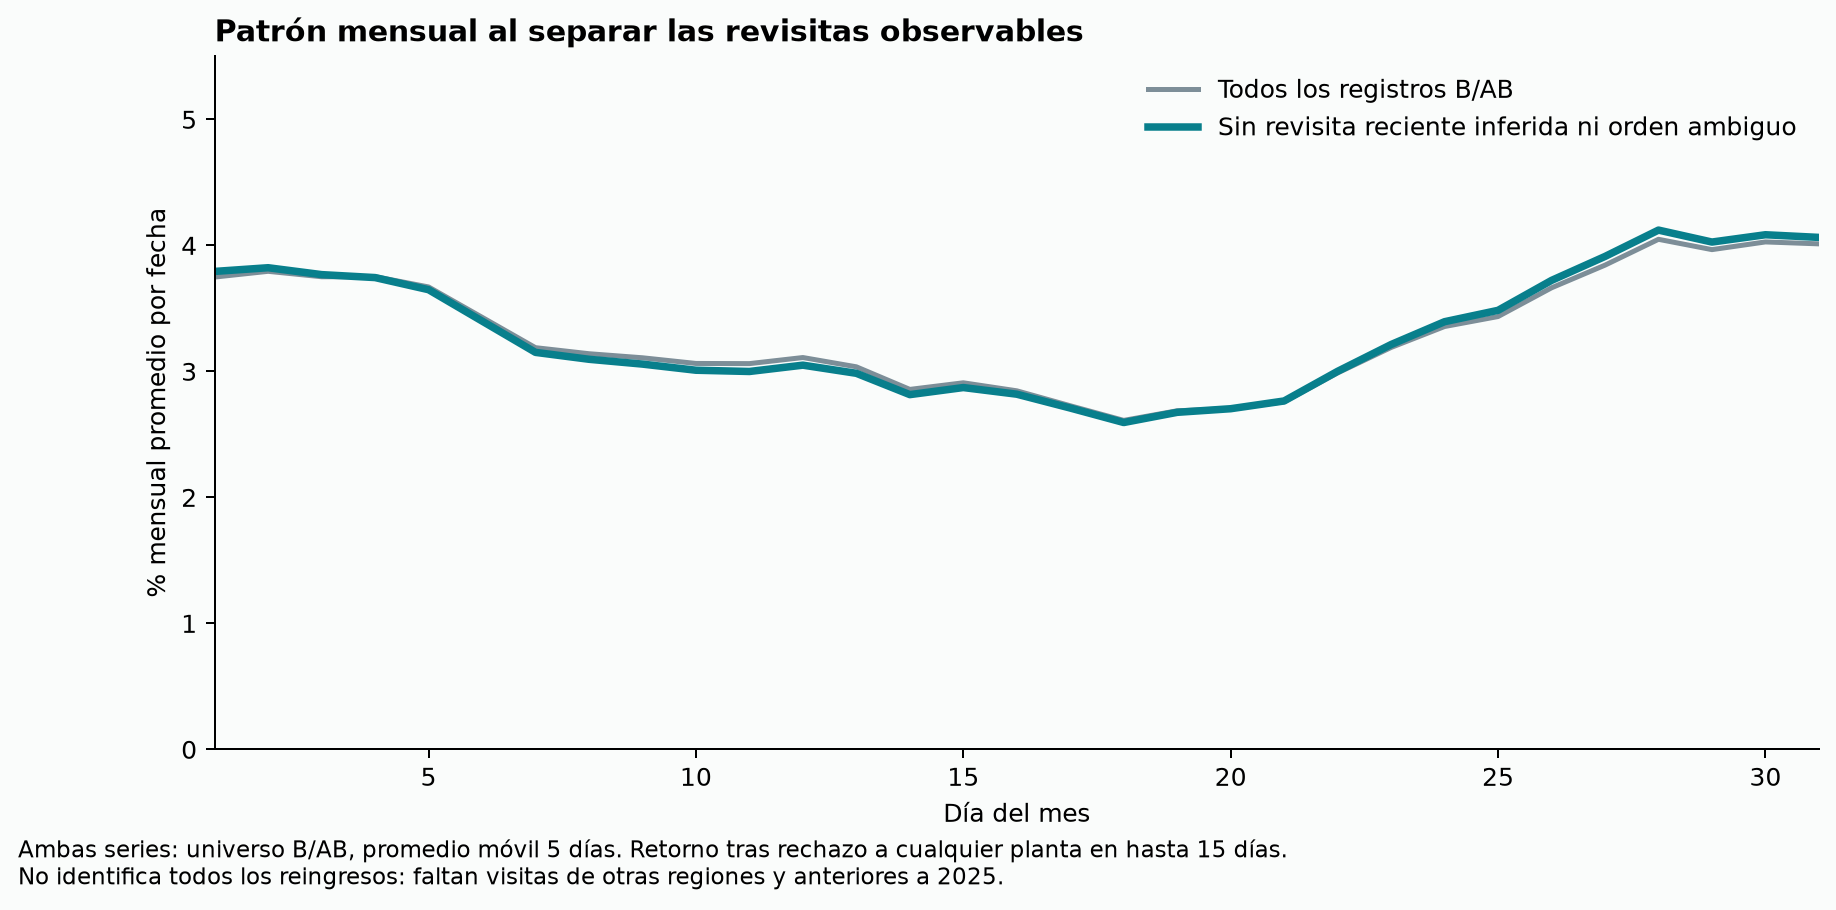 Patrón mensual al separar las revisitas observables
Todos los registros B/AB
Sin revisita reciente inferida ni orden ambiguo
% mensual promedio por fecha
5
4
3
2
1
0
5
10
15
20
25
30
Día del mes
Ambas series: universo B/AB, promedio móvil 5 días. Retorno tras rechazo a cualquier planta en hasta 15 días.
No identifica todos los reingresos: faltan visitas de otras regiones y anteriores a 2025.